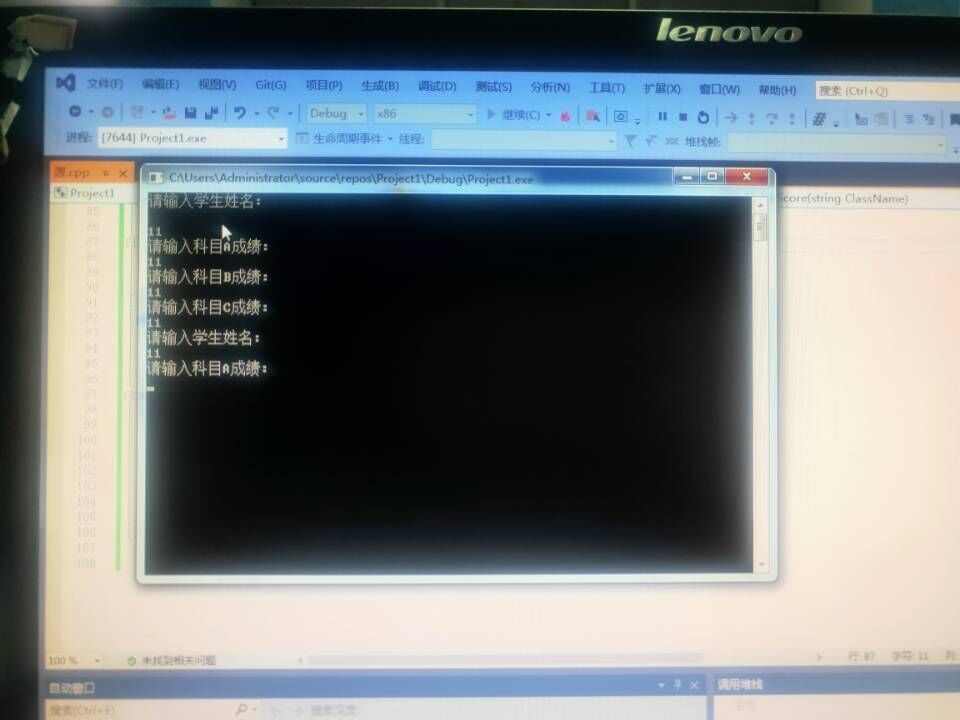 lenovo
文件(F) 编辑(E) 视图(V) Git(G) 项目(P) 生成(B) 调试(D) 测试(S) 分析(N) 工具(T) 扩展(X) 窗口(W) 帮助(H) 搜索 (Ctrl+Q)
Debug x86 继续(C)
进程: [7644] Project1.exe 生命周期事件 线程: 堆栈帧:
源.cpp
C:\Users\Administrator\source\repos\Project1\Debug\Project1.exe
Project1
Score(string ClassName)
请输入学生姓名:
11
请输入科目A成绩:
11
请输入科目B成绩:
11
请输入科目C成绩:
11
请输入学生姓名:
11
请输入科目A成绩:
85
86
87
88
89
90
91
92
93
94
95
96
97
98
99
100
101
102
103
104
105
106
107
108
100 % 未找到相关问题 行: 87 字符: 11 列
自动窗口 调用堆栈
搜索(Ctrl+E) 搜索深度: 名称